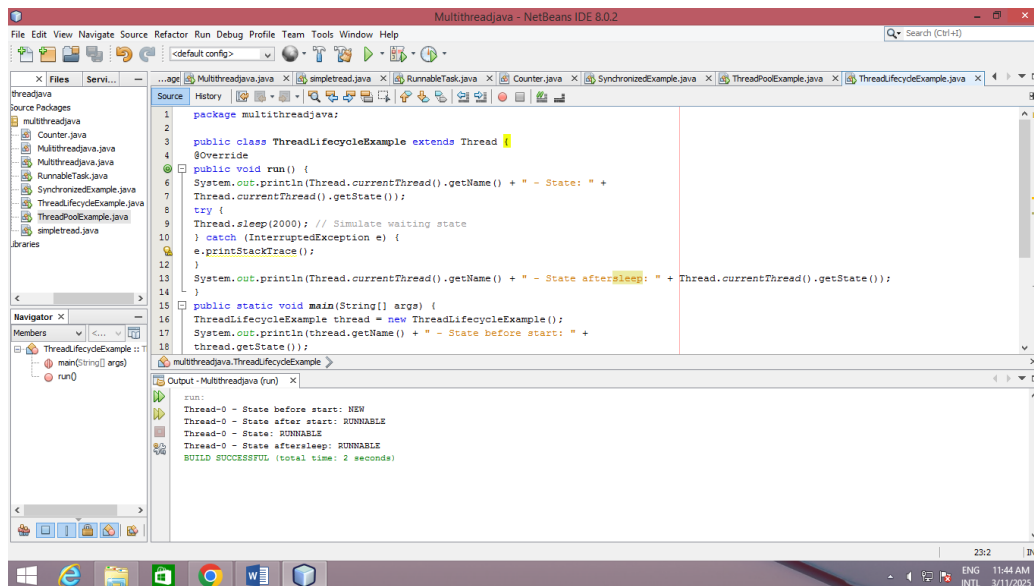 Multithreadjava - NetBeans IDE 8.0.2
File Edit View Navigate Source Refactor Run Debug Profile Team Tools Window Help
Search (Ctrl+I)
<default config>
Files Servi...
...age Multithreadjava.java simpletread.java RunnableTask.java Counter.java SynchronizedExample.java ThreadPoolExample.java ThreadLifecycleExample.java
threadjava
Source Packages
multithreadjava
Counter.java
Mulitithreadjava.java
Multithreadjava.java
RunnableTask.java
SynchronizedExample.java
ThreadLifecycleExample.java
ThreadPoolExample.java
simpletread.java
braries
Source History
1 package multithreadjava;
2
3 public class ThreadLifecycleExample extends Thread {
4 @Override
public void run() {
6 System.out.println(Thread.currentThread().getName() + " - State: " +
7 Thread.currentThread().getState());
8 try {
9 Thread.sleep(2000); // Simulate waiting state
10 } catch (InterruptedException e) {
e.printStackTrace();
12 }
13 System.out.println(Thread.currentThread().getName() + " - State aftersleep: " + Thread.currentThread().getState());
14 }
15 public static void main(String[] args) {
16 ThreadLifecycleExample thread = new ThreadLifecycleExample();
17 System.out.println(thread.getName() + " - State before start: " +
18 thread.getState());
multithreadjava.ThreadLifecycleExample
Navigator
Members <...
ThreadLifecycleExample :: T
main(String[] args)
run()
Output - Multithreadjava (run)
run:
Thread-0 - State before start: NEW
Thread-0 - State after start: RUNNABLE
Thread-0 - State: RUNNABLE
Thread-0 - State aftersleep: RUNNABLE
BUILD SUCCESSFUL (total time: 2 seconds)
23:2 IN
ENG 11:44 AM
INTL 3/11/202